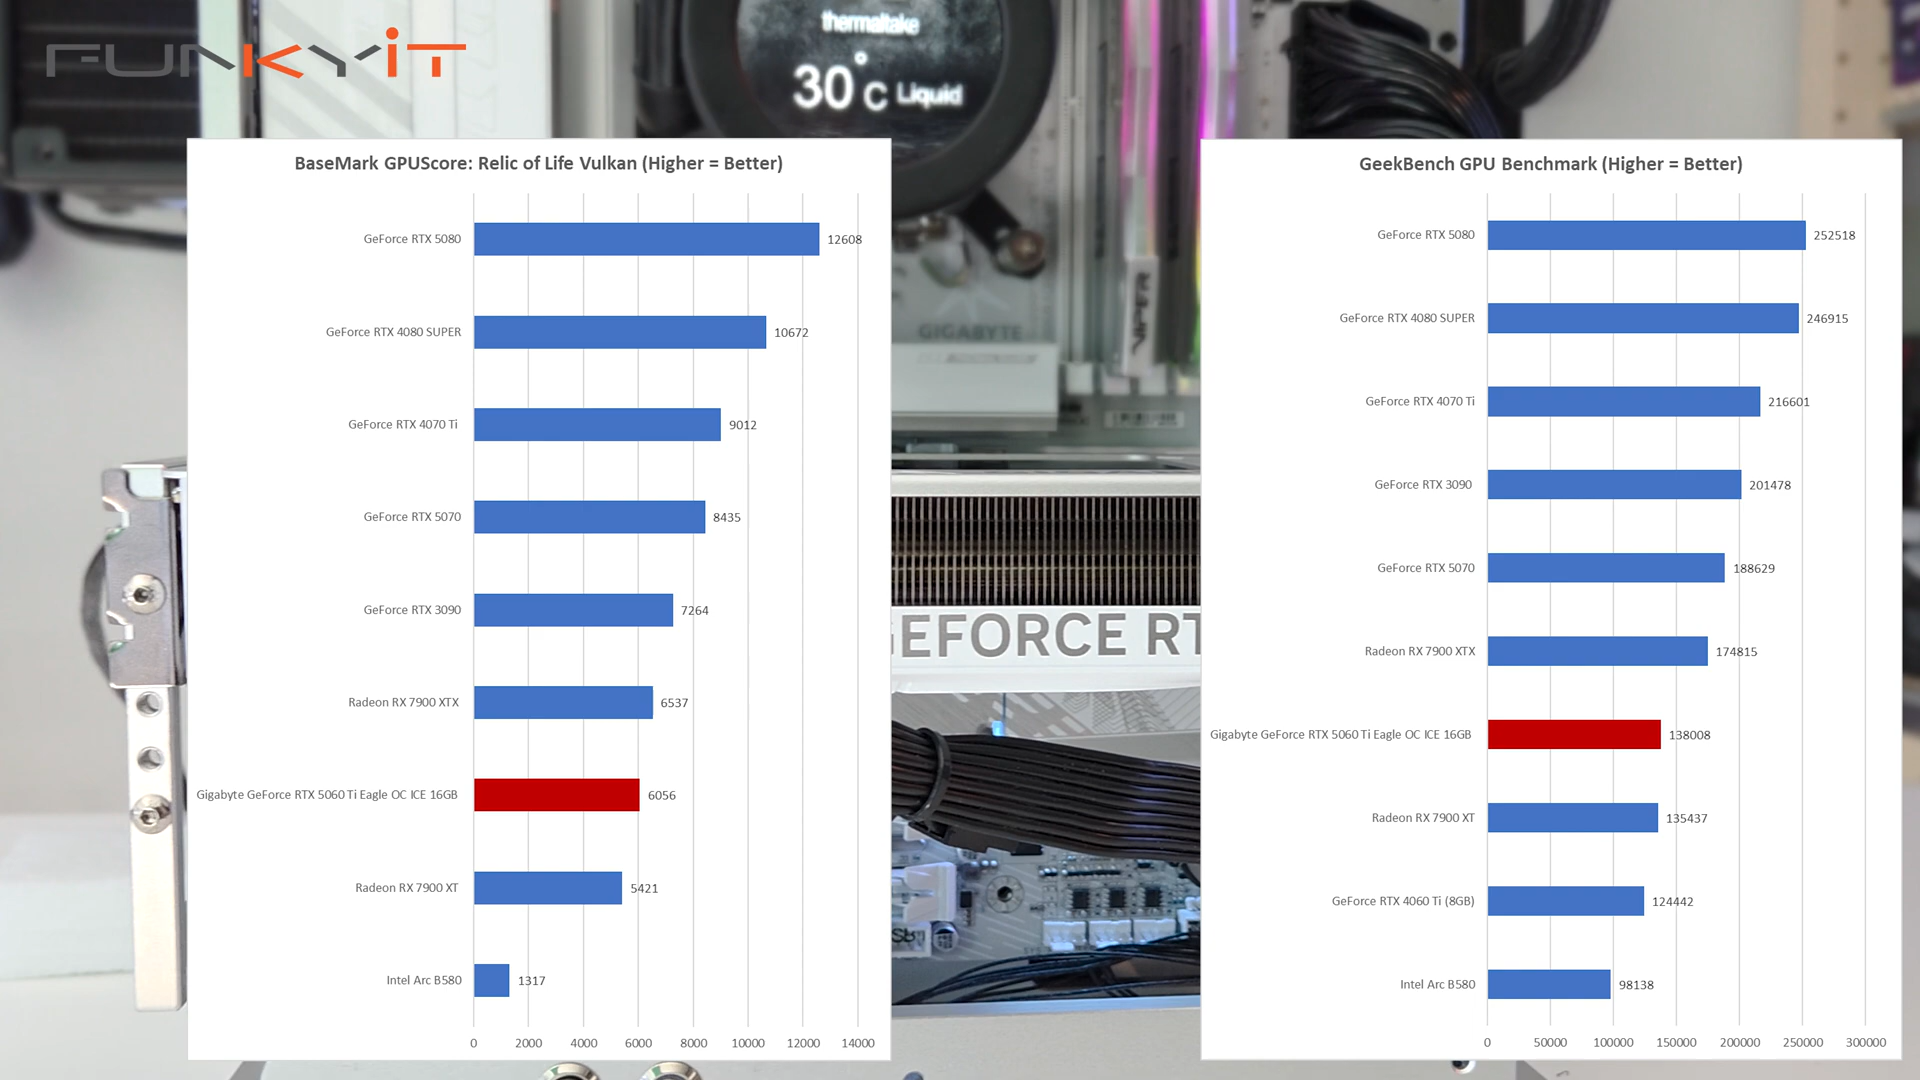 FUNKYiT
thermaltake
30°C Liquid
BaseMark GPUScore: Relic of Life Vulkan (Higher = Better)
GeForce RTX 5080
12608
GeForce RTX 4080 SUPER
10672
GeForce RTX 4070 Ti
9012
GeForce RTX 5070
8435
GeForce RTX 3090
7264
Radeon RX 7900 XTX
6537
Gigabyte GeForce RTX 5060 Ti Eagle OC ICE 16GB
6056
Radeon RX 7900 XT
5421
Intel Arc B580
1317
0 2000 4000 6000 8000 10000 12000 14000
GIGABYTE
VIPER
GEFORCE RT
GeekBench GPU Benchmark (Higher = Better)
GeForce RTX 5080
252518
GeForce RTX 4080 SUPER
246915
GeForce RTX 4070 Ti
216601
GeForce RTX 3090
201478
GeForce RTX 5070
188629
Radeon RX 7900 XTX
174815
Gigabyte GeForce RTX 5060 Ti Eagle OC ICE 16GB
138008
Radeon RX 7900 XT
135437
GeForce RTX 4060 Ti (8GB)
124442
Intel Arc B580
98138
0 50000 100000 150000 200000 250000 300000